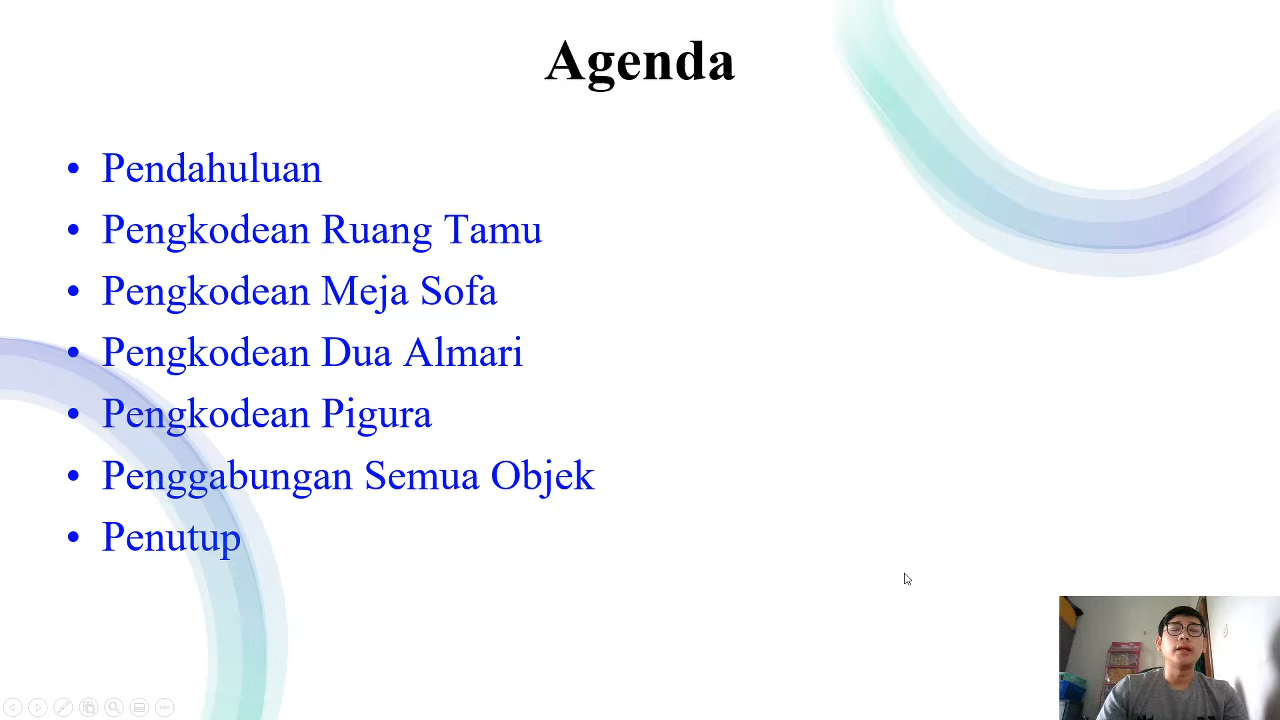 Agenda
• Pendahuluan
• Pengkodean Ruang Tamu
• Pengkodean Meja Sofa
• Pengkodean Dua Almari
• Pengkodean Pigura
• Penggabungan Semua Objek
• Penutup